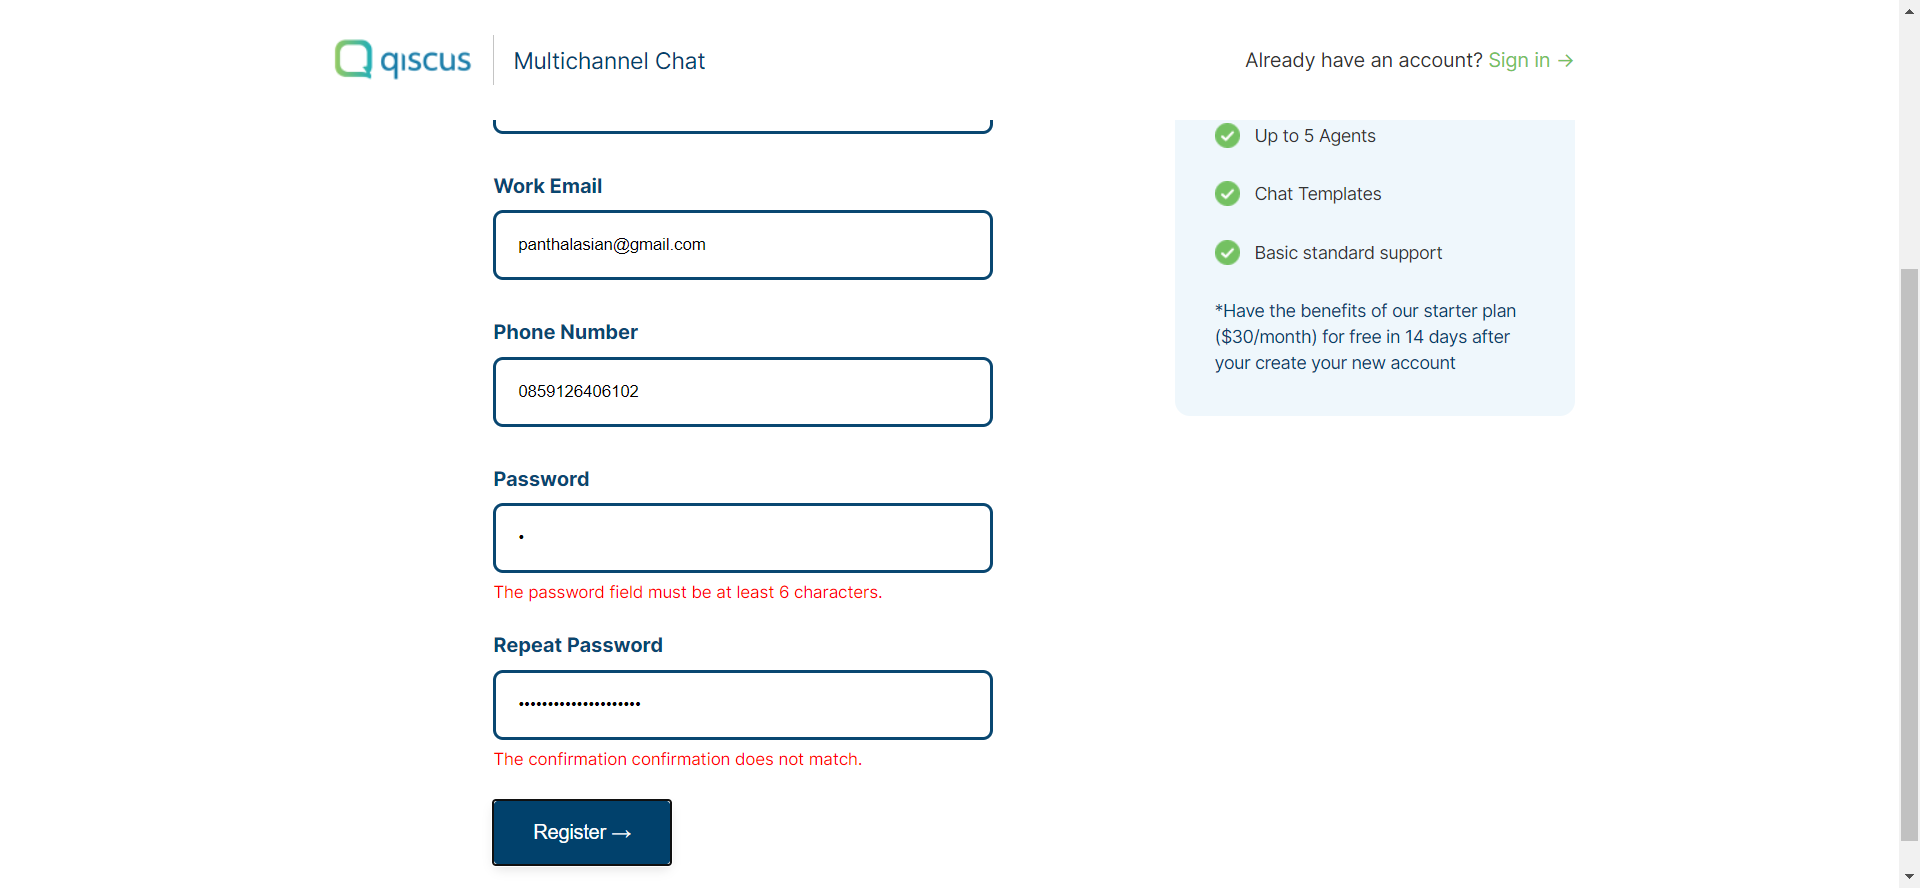 qiscus
Multichannel Chat
Already have an account? Sign in →
Work Email
panthalasian@gmail.com
Phone Number
0859126406102
Password
•
The password field must be at least 6 characters.
Repeat Password
•••••••••••••••••••••
The confirmation confirmation does not match.
Register →
Up to 5 Agents
Chat Templates
Basic standard support
*Have the benefits of our starter plan
($30/month) for free in 14 days after
your create your new account